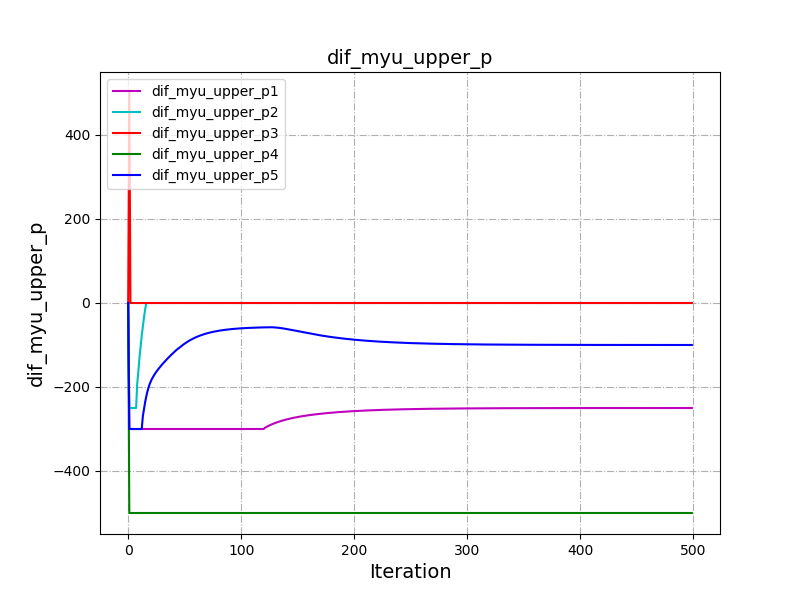 dif_myu_upper_p
dif_myu_upper_p1
dif_myu_upper_p2
dif_myu_upper_p3
dif_myu_upper_p4
dif_myu_upper_p5
dif_myu_upper_p
400
200
0
−200
−400
0 100 200 300 400 500
Iteration